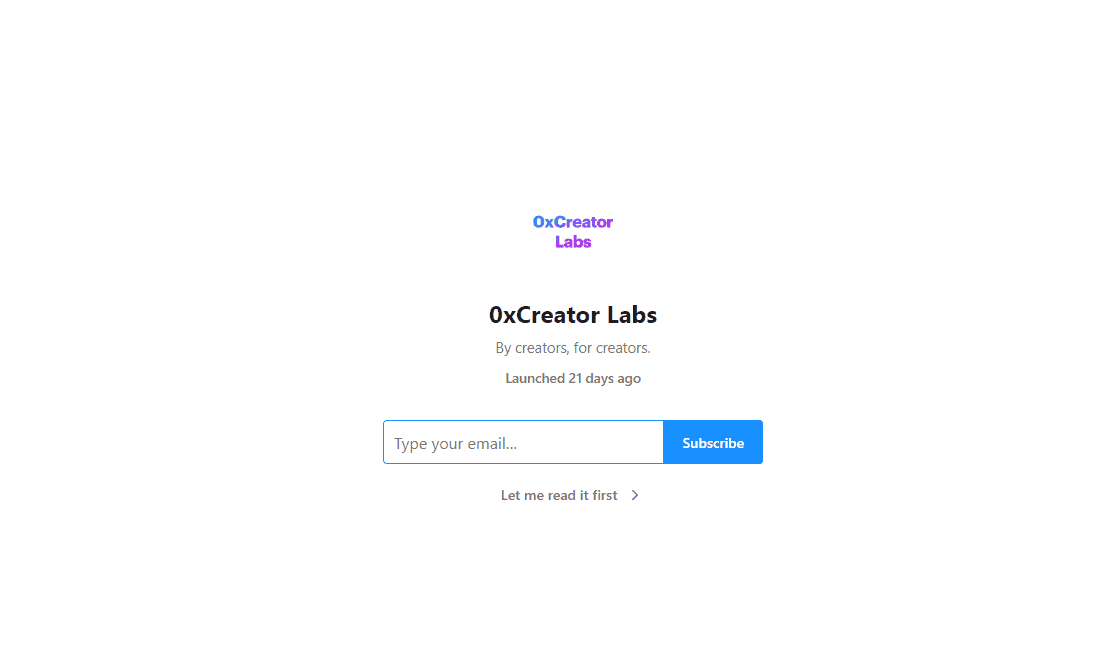 0xCreator
Labs
0xCreator Labs
By creators, for creators.
Launched 21 days ago
Type your email...
Subscribe
Let me read it first